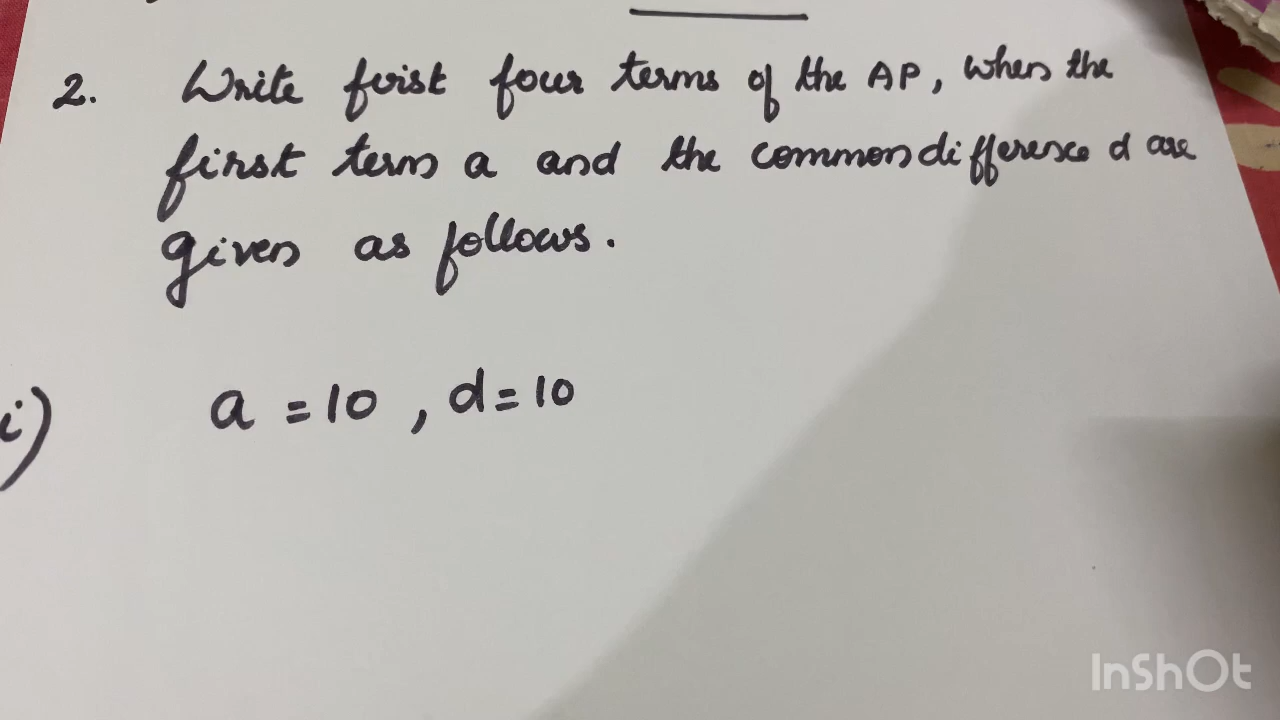 2. Write first four terms of the AP, when the
first term a and the common difference d are
given as follows.
i) a = 10 , d = 10
InShOt